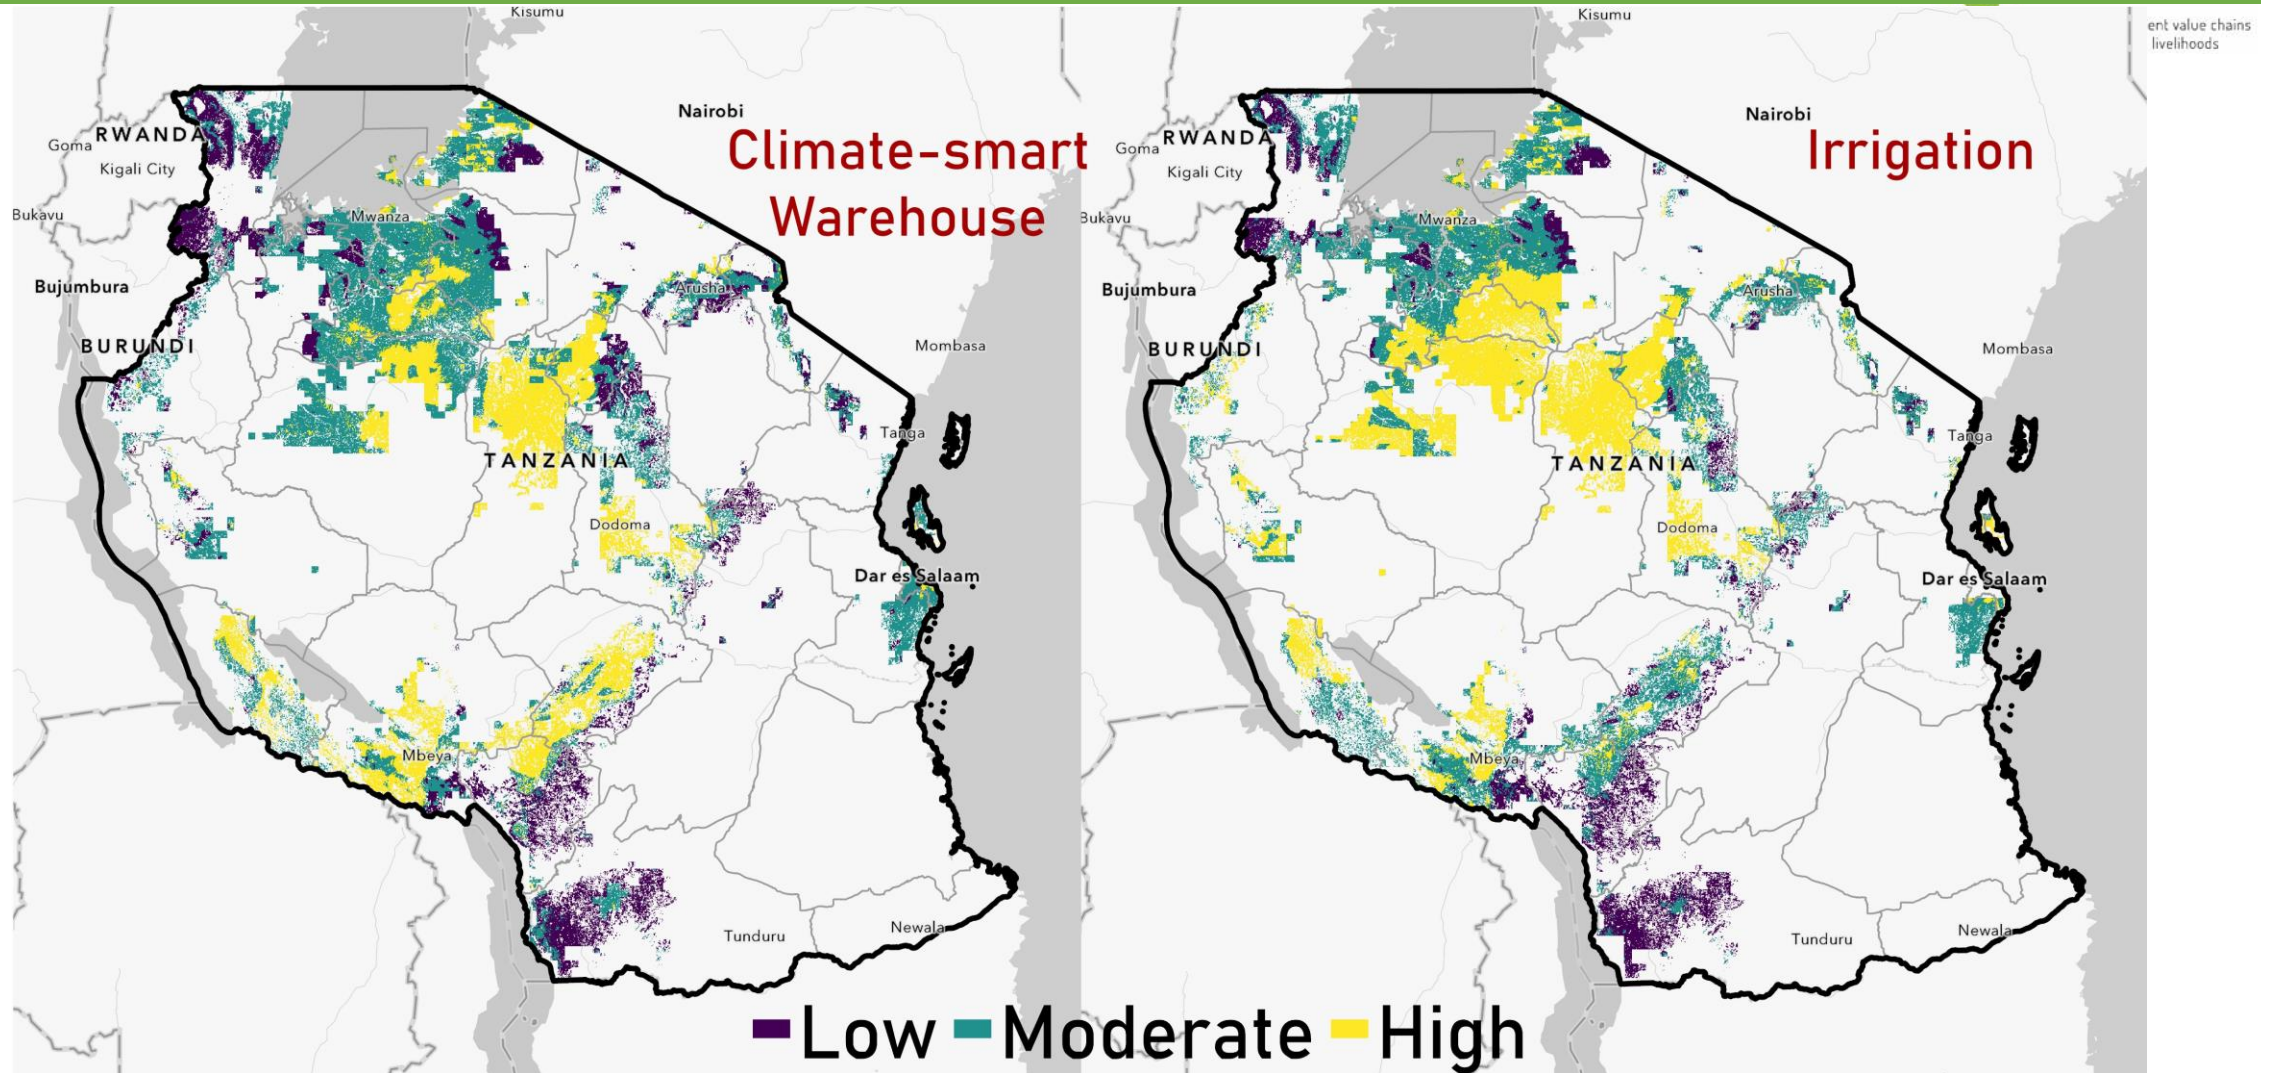 Kisumu
Nairobi
RWANDA
Goma
Kigali City
Climate-smart
Warehouse
Bukavu
Mwanza
Bujumbura
Arusha
BURUNDI
Mombasa
Tanga
TANZANIA
Dodoma
Dar es Salaam
Mbeya
Tunduru
Newala
Kisumu
ent value chains
livelihoods
Nairobi
RWANDA
Goma
Kigali City
Irrigation
Bukavu
Mwanza
Bujumbura
Arusha
BURUNDI
Mombasa
Tanga
TANZANIA
Dodoma
Dar es Salaam
Mbeya
Tunduru
Newala
Low Moderate High